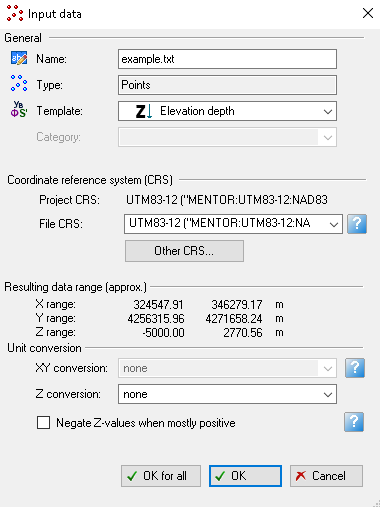 Input data
General
Name: example.txt
Type: Points
Template: Z Elevation depth
Category:
Coordinate reference system (CRS)
Project CRS: UTM83-12 ("MENTOR:UTM83-12:NAD83
File CRS: UTM83-12 ("MENTOR:UTM83-12:NA ?
Other CRS...
Resulting data range (approx.)
X range: 324547.91 346279.17 m
Y range: 4256315.96 4271658.24 m
Z range: -5000.00 2770.56 m
Unit conversion
XY conversion: none ?
Z conversion: none
Negate Z-values when mostly positive ?
OK for all OK Cancel